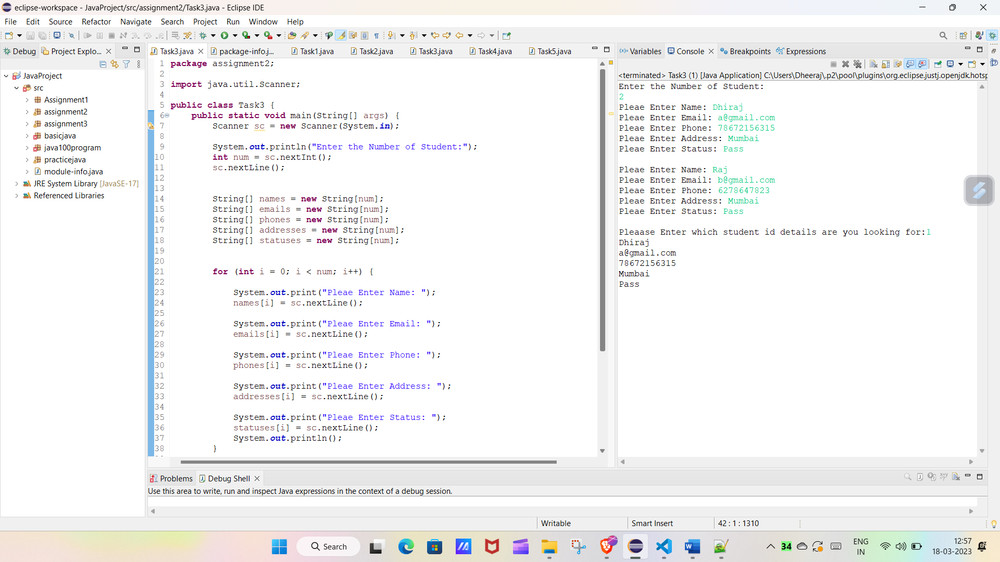 eclipse-workspace - JavaProject/src/assignment2/Task3.java - Eclipse IDE
File Edit Source Refactor Navigate Search Project Run Window Help
Debug Project Explo...
JavaProject
src
Assignment1
assignment2
assignment3
basicjava
java100program
practicejava
module-info.java
JRE System Library [JavaSE-17]
Referenced Libraries
Task3.java package-info.j... Task1.java Task2.java Task3.java Task4.java Task5.java
1 package assignment2;
2
3 import java.util.Scanner;
4
5 public class Task3 {
6 public static void main(String[] args) {
7 Scanner sc = new Scanner(System.in);
8
9 System.out.println("Enter the Number of Student:");
10 int num = sc.nextInt();
11 sc.nextLine();
12
13
14 String[] names = new String[num];
15 String[] emails = new String[num];
16 String[] phones = new String[num];
17 String[] addresses = new String[num];
18 String[] statuses = new String[num];
19
20
21 for (int i = 0; i < num; i++) {
22
23 System.out.print("Pleae Enter Name: ");
24 names[i] = sc.nextLine();
25
26 System.out.print("Pleae Enter Email: ");
27 emails[i] = sc.nextLine();
28
29 System.out.print("Pleae Enter Phone: ");
30 phones[i] = sc.nextLine();
31
32 System.out.print("Pleae Enter Address: ");
33 addresses[i] = sc.nextLine();
34
35 System.out.print("Pleae Enter Status: ");
36 statuses[i] = sc.nextLine();
37 System.out.println();
38 }
Variables Console Breakpoints Expressions
<terminated> Task3 (1) [Java Application] C:\Users\Dheeraj\.p2\pool\plugins\org.eclipse.justj.openjdk.hotsp
Enter the Number of Student:
2
Pleae Enter Name: Dhiraj
Pleae Enter Email: a@gmail.com
Pleae Enter Phone: 78672156315
Pleae Enter Address: Mumbai
Pleae Enter Status: Pass
Pleae Enter Name: Raj
Pleae Enter Email: b@gmail.com
Pleae Enter Phone: 6278647823
Pleae Enter Address: Mumbai
Pleae Enter Status: Pass
Pleaase Enter which student id details are you looking for:1
Dhiraj
a@gmail.com
78672156315
Mumbai
Pass
Problems Debug Shell
Use this area to write, run and inspect Java expressions in the context of a debug session.
Writable Smart Insert 42 : 1 : 1310
Search
34
ENG
IN
12:57
18-03-2023